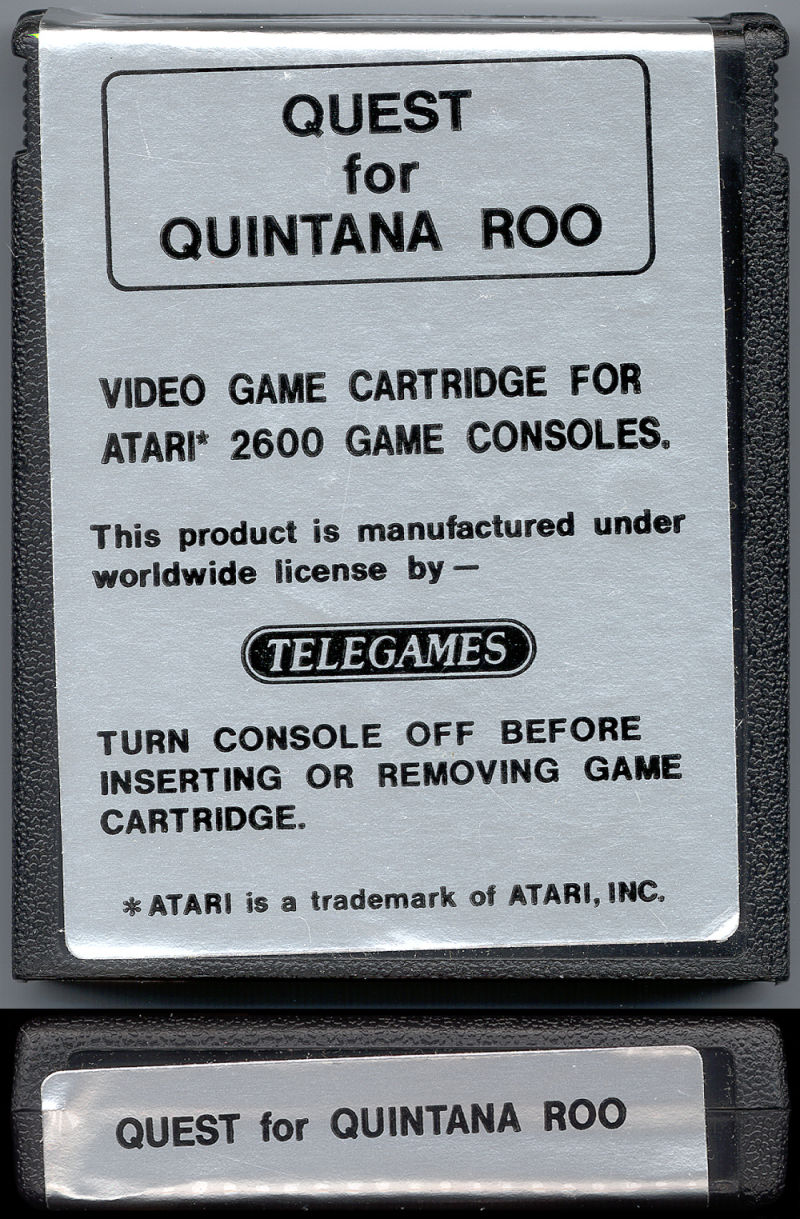 QUEST
for
QUINTANA ROO
VIDEO GAME CARTRIDGE FOR
ATARI* 2600 GAME CONSOLES.
This product is manufactured under
worldwide license by —
TELEGAMES
TURN CONSOLE OFF BEFORE
INSERTING OR REMOVING GAME
CARTRIDGE.
* ATARI is a trademark of ATARI, INC.
QUEST for QUINTANA ROO